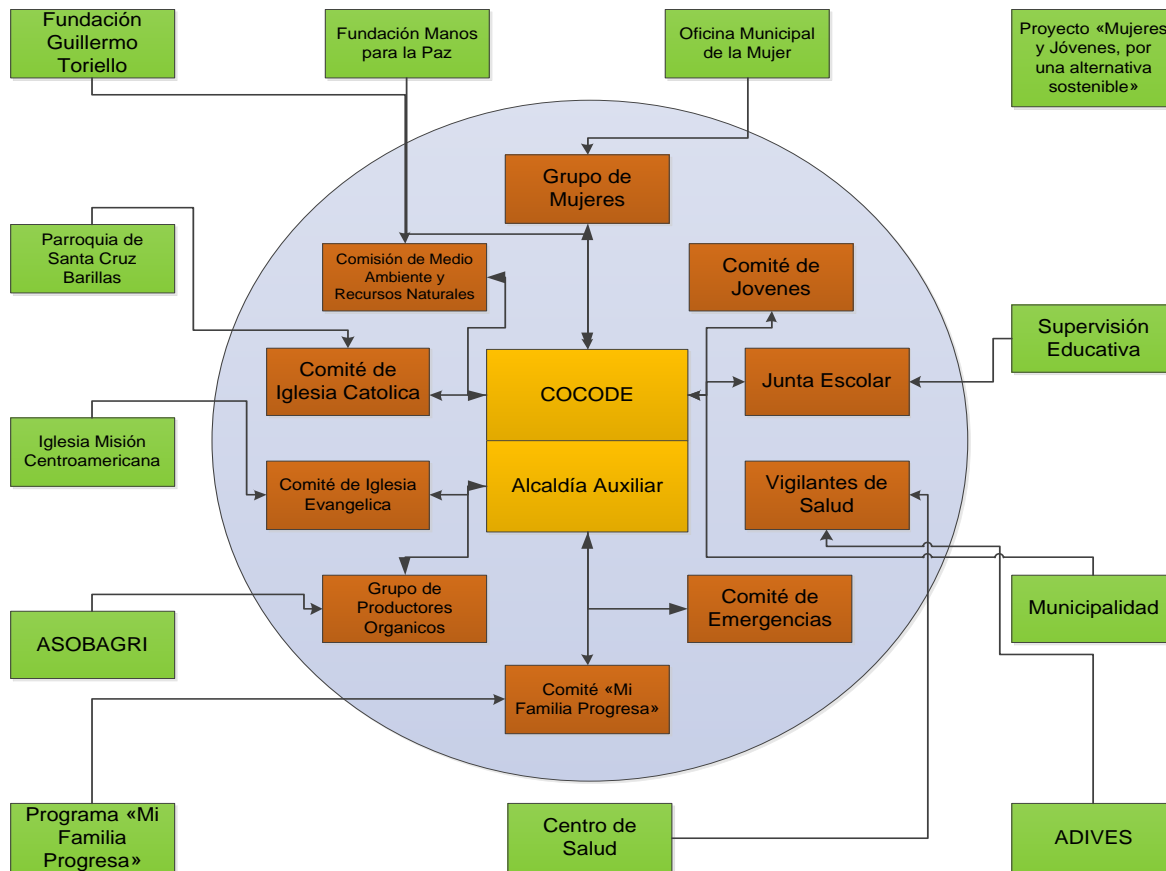 Fundación
Guillermo
Toriello
Fundación Manos
para la Paz
Oficina Municipal
de la Mujer
Proyecto «Mujeres
y Jóvenes, por
una alternativa
sostenible»
Grupo de
Mujeres
Parroquia de
Santa Cruz
Barillas
Comisión de Medio
Ambiente y
Recursos Naturales
Comité de
Jovenes
Supervisión
Educativa
Comité de
Iglesia Catolica
COCODE
Junta Escolar
Iglesia Misión
Centroamericana
Comité de Iglesia
Evangelica
Alcaldía Auxiliar
Vigilantes de
Salud
ASOBAGRI
Grupo de
Productores
Organicos
Comité de
Emergencias
Municipalidad
Comité «Mi
Familia Progresa»
Programa «Mi
Familia
Progresa»
Centro de
Salud
ADIVES